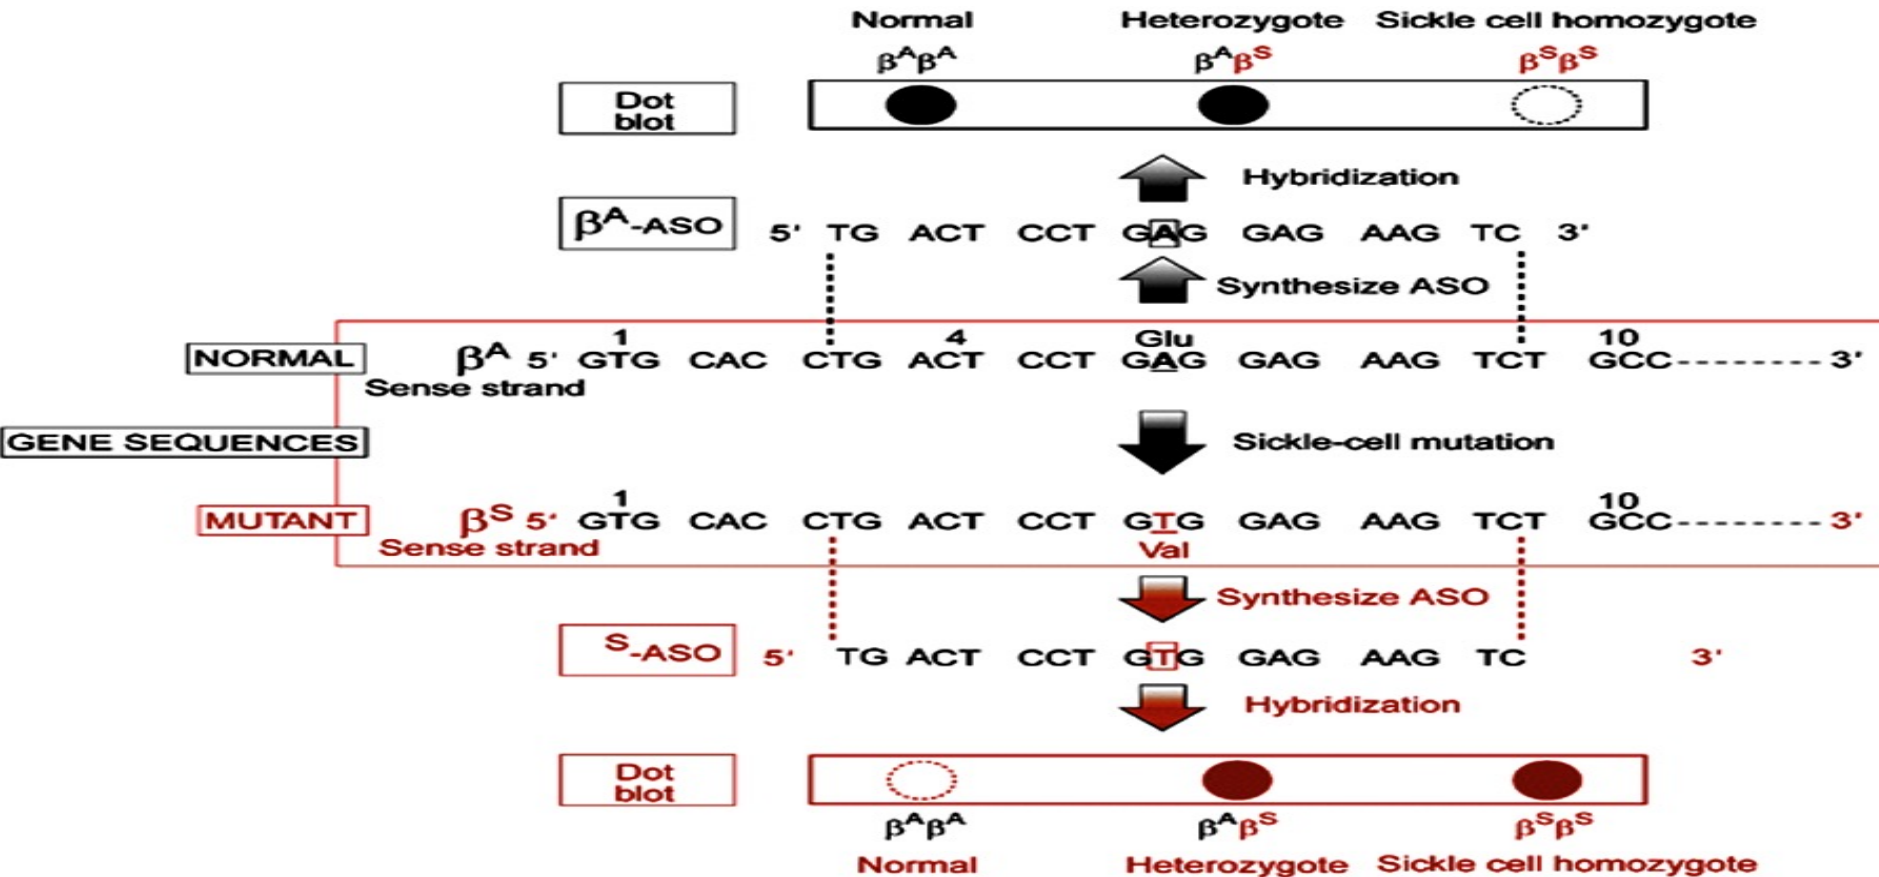 Normal Heterozygote Sickle cell homozygote
βᴬβᴬ βᴬβˢ βˢβˢ
Dot
blot
Hybridization
βᴬ-ASO 5' TG ACT CCT GAG GAG AAG TC 3'
Synthesize ASO
1 4 Glu 10
NORMAL βᴬ 5' GTG CAC CTG ACT CCT GAG GAG AAG TCT GCC--------3'
Sense strand
GENE SEQUENCES Sickle-cell mutation
1 10
MUTANT βˢ 5' GTG CAC CTG ACT CCT GTG GAG AAG TCT GCC--------3'
Sense strand Val
Synthesize ASO
ˢ-ASO 5' TG ACT CCT GTG GAG AAG TC 3'
Hybridization
Dot
blot
βᴬβᴬ βᴬβˢ βˢβˢ
Normal Heterozygote Sickle cell homozygote